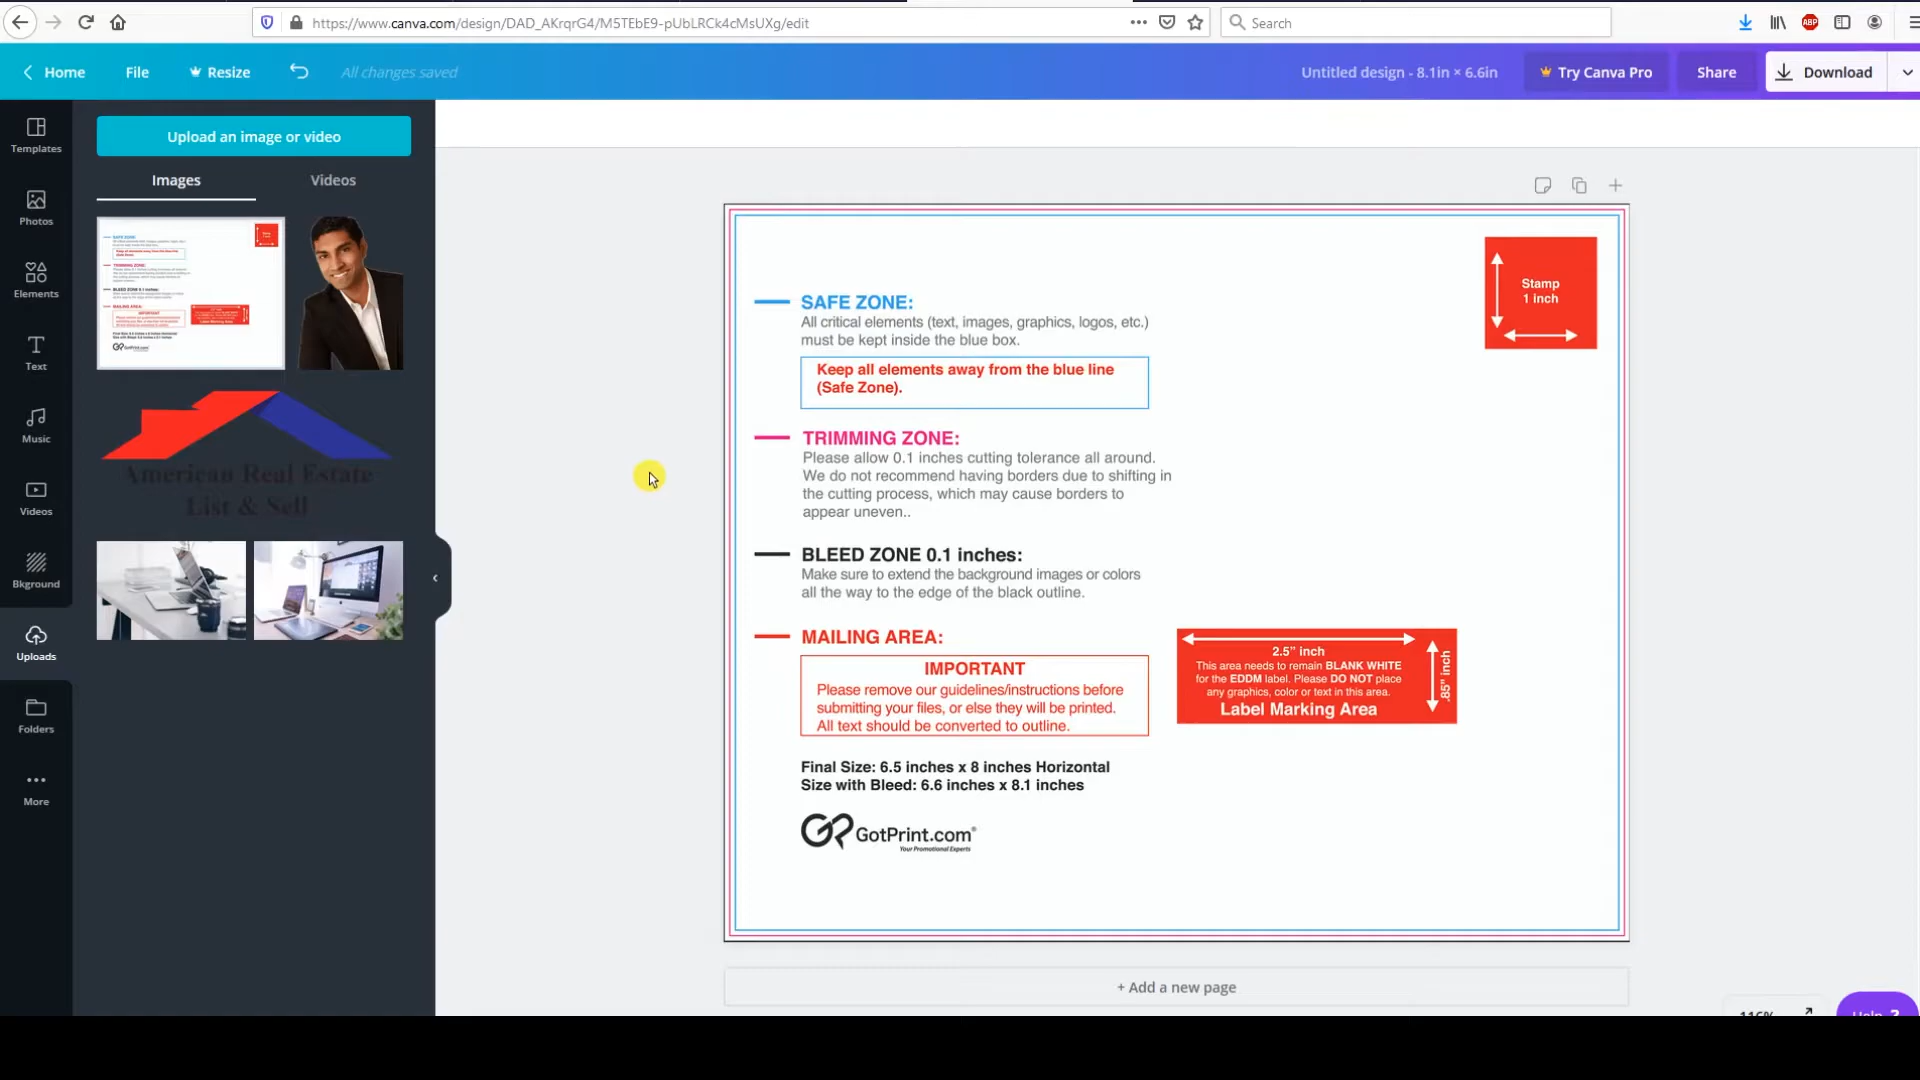 https://www.canva.com/design/DAD_AKrqrG4/M5TEbE9-pUbLRCk4cMsUXg/edit
Search
ABP
Home
File
Resize
All changes saved
Untitled design - 8.1in × 6.6in
Try Canva Pro
Share
Download
Templates
Photos
Elements
Text
Music
Videos
Bkground
Uploads
Folders
More
Upload an image or video
Images
Videos
American Real Estate
List & Sell
SAFE ZONE:
All critical elements (text, images, graphics, logos, etc.)
must be kept inside the blue box.
Keep all elements away from the blue line
(Safe Zone).
Stamp
1 inch
TRIMMING ZONE:
Please allow 0.1 inches cutting tolerance all around.
We do not recommend having borders due to shifting in
the cutting process, which may cause borders to
appear uneven..
BLEED ZONE 0.1 inches:
Make sure to extend the background images or colors
all the way to the edge of the black outline.
MAILING AREA:
IMPORTANT
Please remove our guidelines/instructions before
submitting your files, or else they will be printed.
All text should be converted to outline.
2.5" inch
This area needs to remain BLANK WHITE
for the EDDM label. Please DO NOT place
any graphics, color or text in this area.
Label Marking Area
.85" inch
Final Size: 6.5 inches x 8 inches Horizontal
Size with Bleed: 6.6 inches x 8.1 inches
GP GotPrint.com®
Your Promotional Experts
+ Add a new page
116%
Help ?